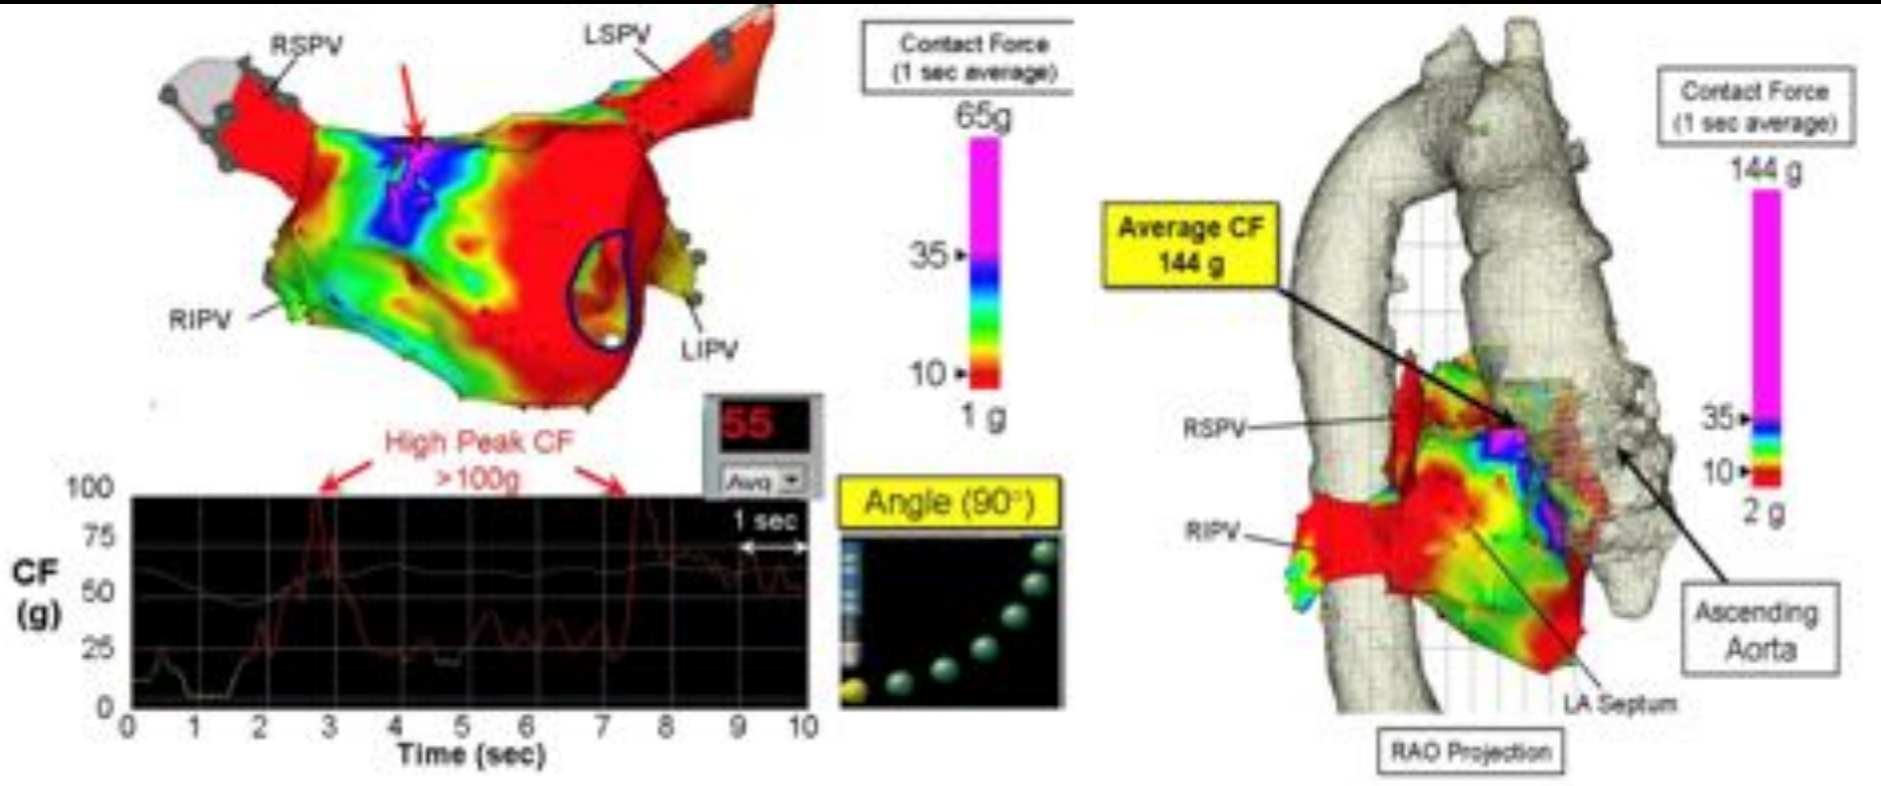 RSPV
LSPV
RIPV
LIPV
Contact Force
(1 sec average)
65g
35
10
1 g
55
Avg
High Peak CF
>100g
1 sec
100
75
50
25
0
CF
(g)
0 1 2 3 4 5 6 7 8 9 10
Time (sec)
Angle (90°)
Contact Force
(1 sec average)
144 g
35
10
2 g
Average CF
144 g
RSPV
RIPV
Ascending
Aorta
LA Septum
RAO Projection